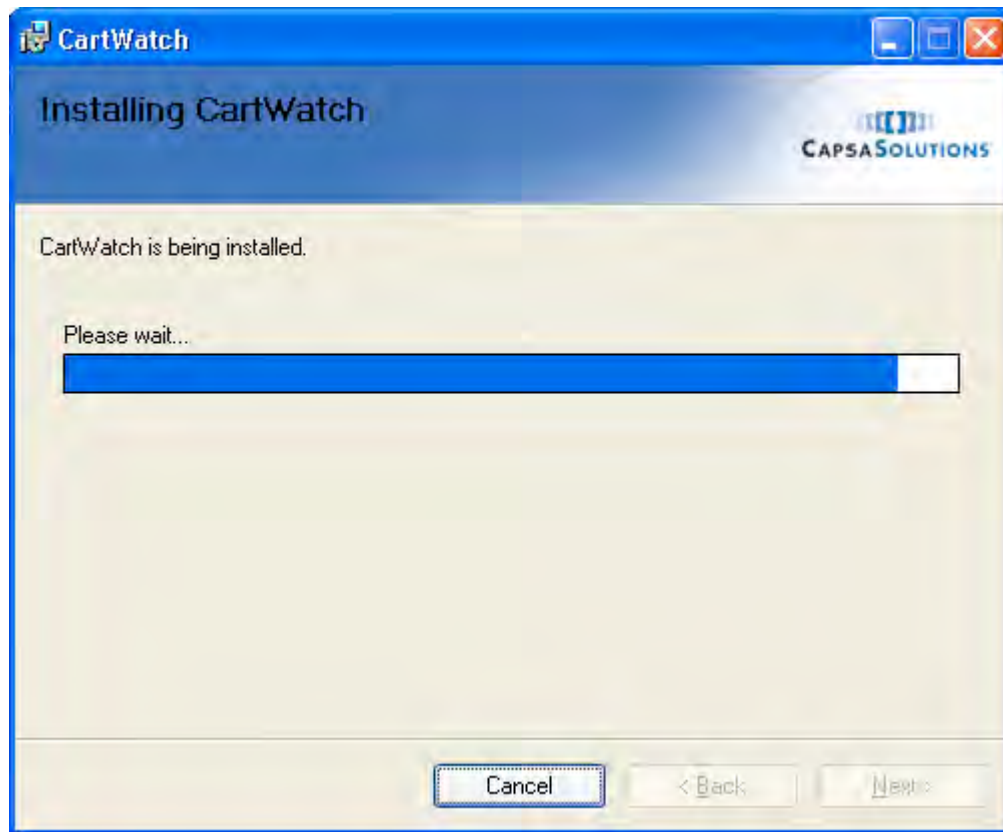 CartWatch
Installing CartWatch
CAPSASOLUTIONS
CartWatch is being installed.
Please wait...
Cancel
< Back
Next >